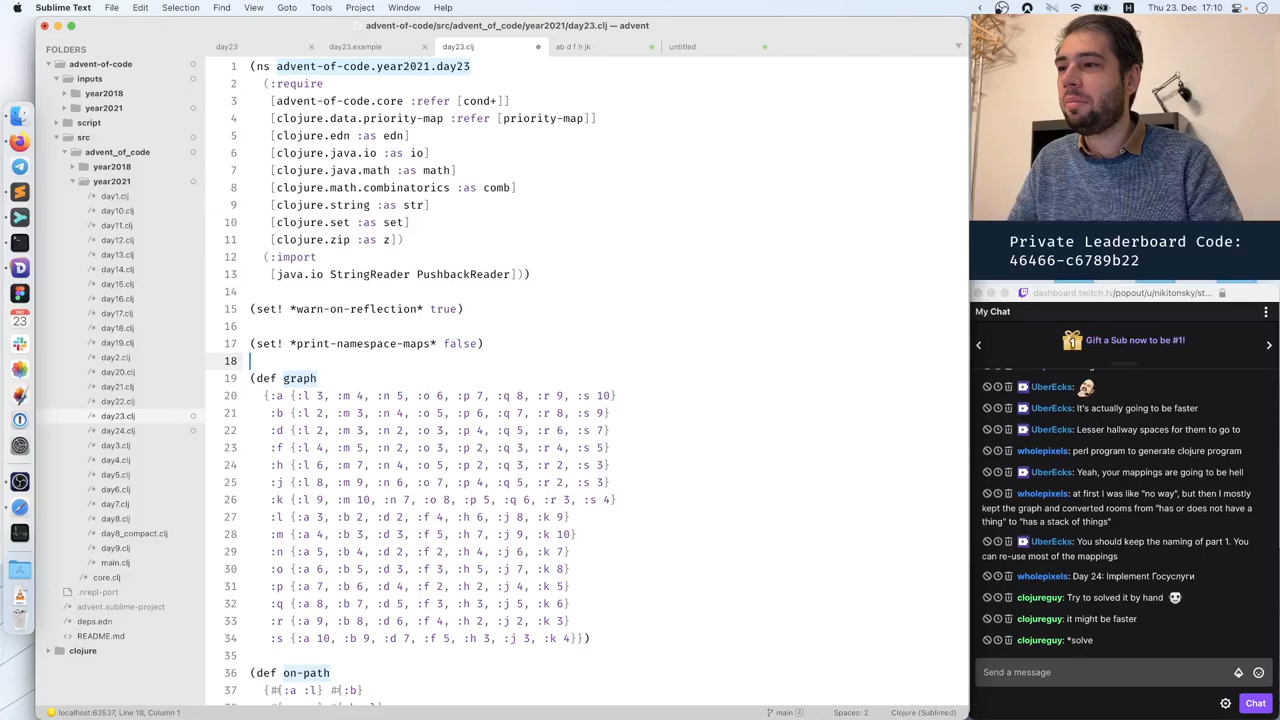 Sublime Text File Edit Selection Find View Goto Tools Project Window Help
Thu 23. Dec 17:10
advent-of-code/src/advent_of_code/year2021/day23.clj — advent
FOLDERS
advent-of-code
inputs
year2018
year2021
script
src
advent_of_code
year2018
year2021
day1.clj
day10.clj
day11.clj
day12.clj
day13.clj
day14.clj
day15.clj
day16.clj
day17.clj
day18.clj
day19.clj
day2.clj
day20.clj
day21.clj
day22.clj
day23.clj
day24.clj
day3.clj
day4.clj
day5.clj
day6.clj
day7.clj
day8.clj
day8_compact.clj
day9.clj
main.clj
core.clj
.nrepl-port
advent.sublime-project
deps.edn
README.md
clojure
day23 day23.example day23.clj ab d f h jk untitled
1 (ns advent-of-code.year2021.day23
2 (:require
3 [advent-of-code.core :refer [cond+]]
4 [clojure.data.priority-map :refer [priority-map]]
5 [clojure.edn :as edn]
6 [clojure.java.io :as io]
7 [clojure.java.math :as math]
8 [clojure.math.combinatorics :as comb]
9 [clojure.string :as str]
10 [clojure.set :as set]
11 [clojure.zip :as z])
12 (:import
13 [java.io StringReader PushbackReader]))
14
15 (set! *warn-on-reflection* true)
16
17 (set! *print-namespace-maps* false)
18
19 (def graph
20 {:a {:l 2, :m 4, :n 5, :o 6, :p 7, :q 8, :r 9, :s 10}
21 :b {:l 2, :m 3, :n 4, :o 5, :p 6, :q 7, :r 8, :s 9}
22 :d {:l 2, :m 3, :n 2, :o 3, :p 4, :q 5, :r 6, :s 7}
23 :f {:l 4, :m 5, :n 2, :o 3, :p 2, :q 3, :r 4, :s 5}
24 :h {:l 6, :m 7, :n 4, :o 5, :p 2, :q 3, :r 2, :s 3}
25 :j {:l 8, :m 9, :n 6, :o 7, :p 4, :q 5, :r 2, :s 3}
26 :k {:l 9, :m 10, :n 7, :o 8, :p 5, :q 6, :r 3, :s 4}
27 :l {:a 3, :b 2, :d 2, :f 4, :h 6, :j 8, :k 9}
28 :m {:a 4, :b 3, :d 3, :f 5, :h 7, :j 9, :k 10}
29 :n {:a 5, :b 4, :d 2, :f 2, :h 4, :j 6, :k 7}
30 :o {:a 6, :b 5, :d 3, :f 3, :h 5, :j 7, :k 8}
31 :p {:a 7, :b 6, :d 4, :f 2, :h 2, :j 4, :k 5}
32 :q {:a 8, :b 7, :d 5, :f 3, :h 3, :j 5, :k 6}
33 :r {:a 9, :b 8, :d 6, :f 4, :h 2, :j 2, :k 3}
34 :s {:a 10, :b 9, :d 7, :f 5, :h 3, :j 3, :k 4}})
35
36 (def on-path
37 {#{:a :l} #{:b}
localhost:63537, Line 18, Column 1
main 4
Spaces: 2
Clojure (Sublimed)
Private Leaderboard Code:
46466-c6789b22
dashboard.twitch.tv/popout/u/nikitonsky/st...
My Chat
1 Gift a Sub now to be #1!
UberEcks:
UberEcks: It's actually going to be faster
UberEcks: Lesser hallway spaces for them to go to
wholepixels: perl program to generate clojure program
UberEcks: Yeah, your mappings are going to be hell
wholepixels: at first I was like "no way", but then I mostly
kept the graph and converted rooms from "has or does not have a
thing" to "has a stack of things"
UberEcks: You should keep the naming of part 1. You
can re-use most of the mappings
wholepixels: Day 24: Implement Госуслуги
clojureguy: Try to solved it by hand
clojureguy: it might be faster
clojureguy: *solve
Send a message
Chat